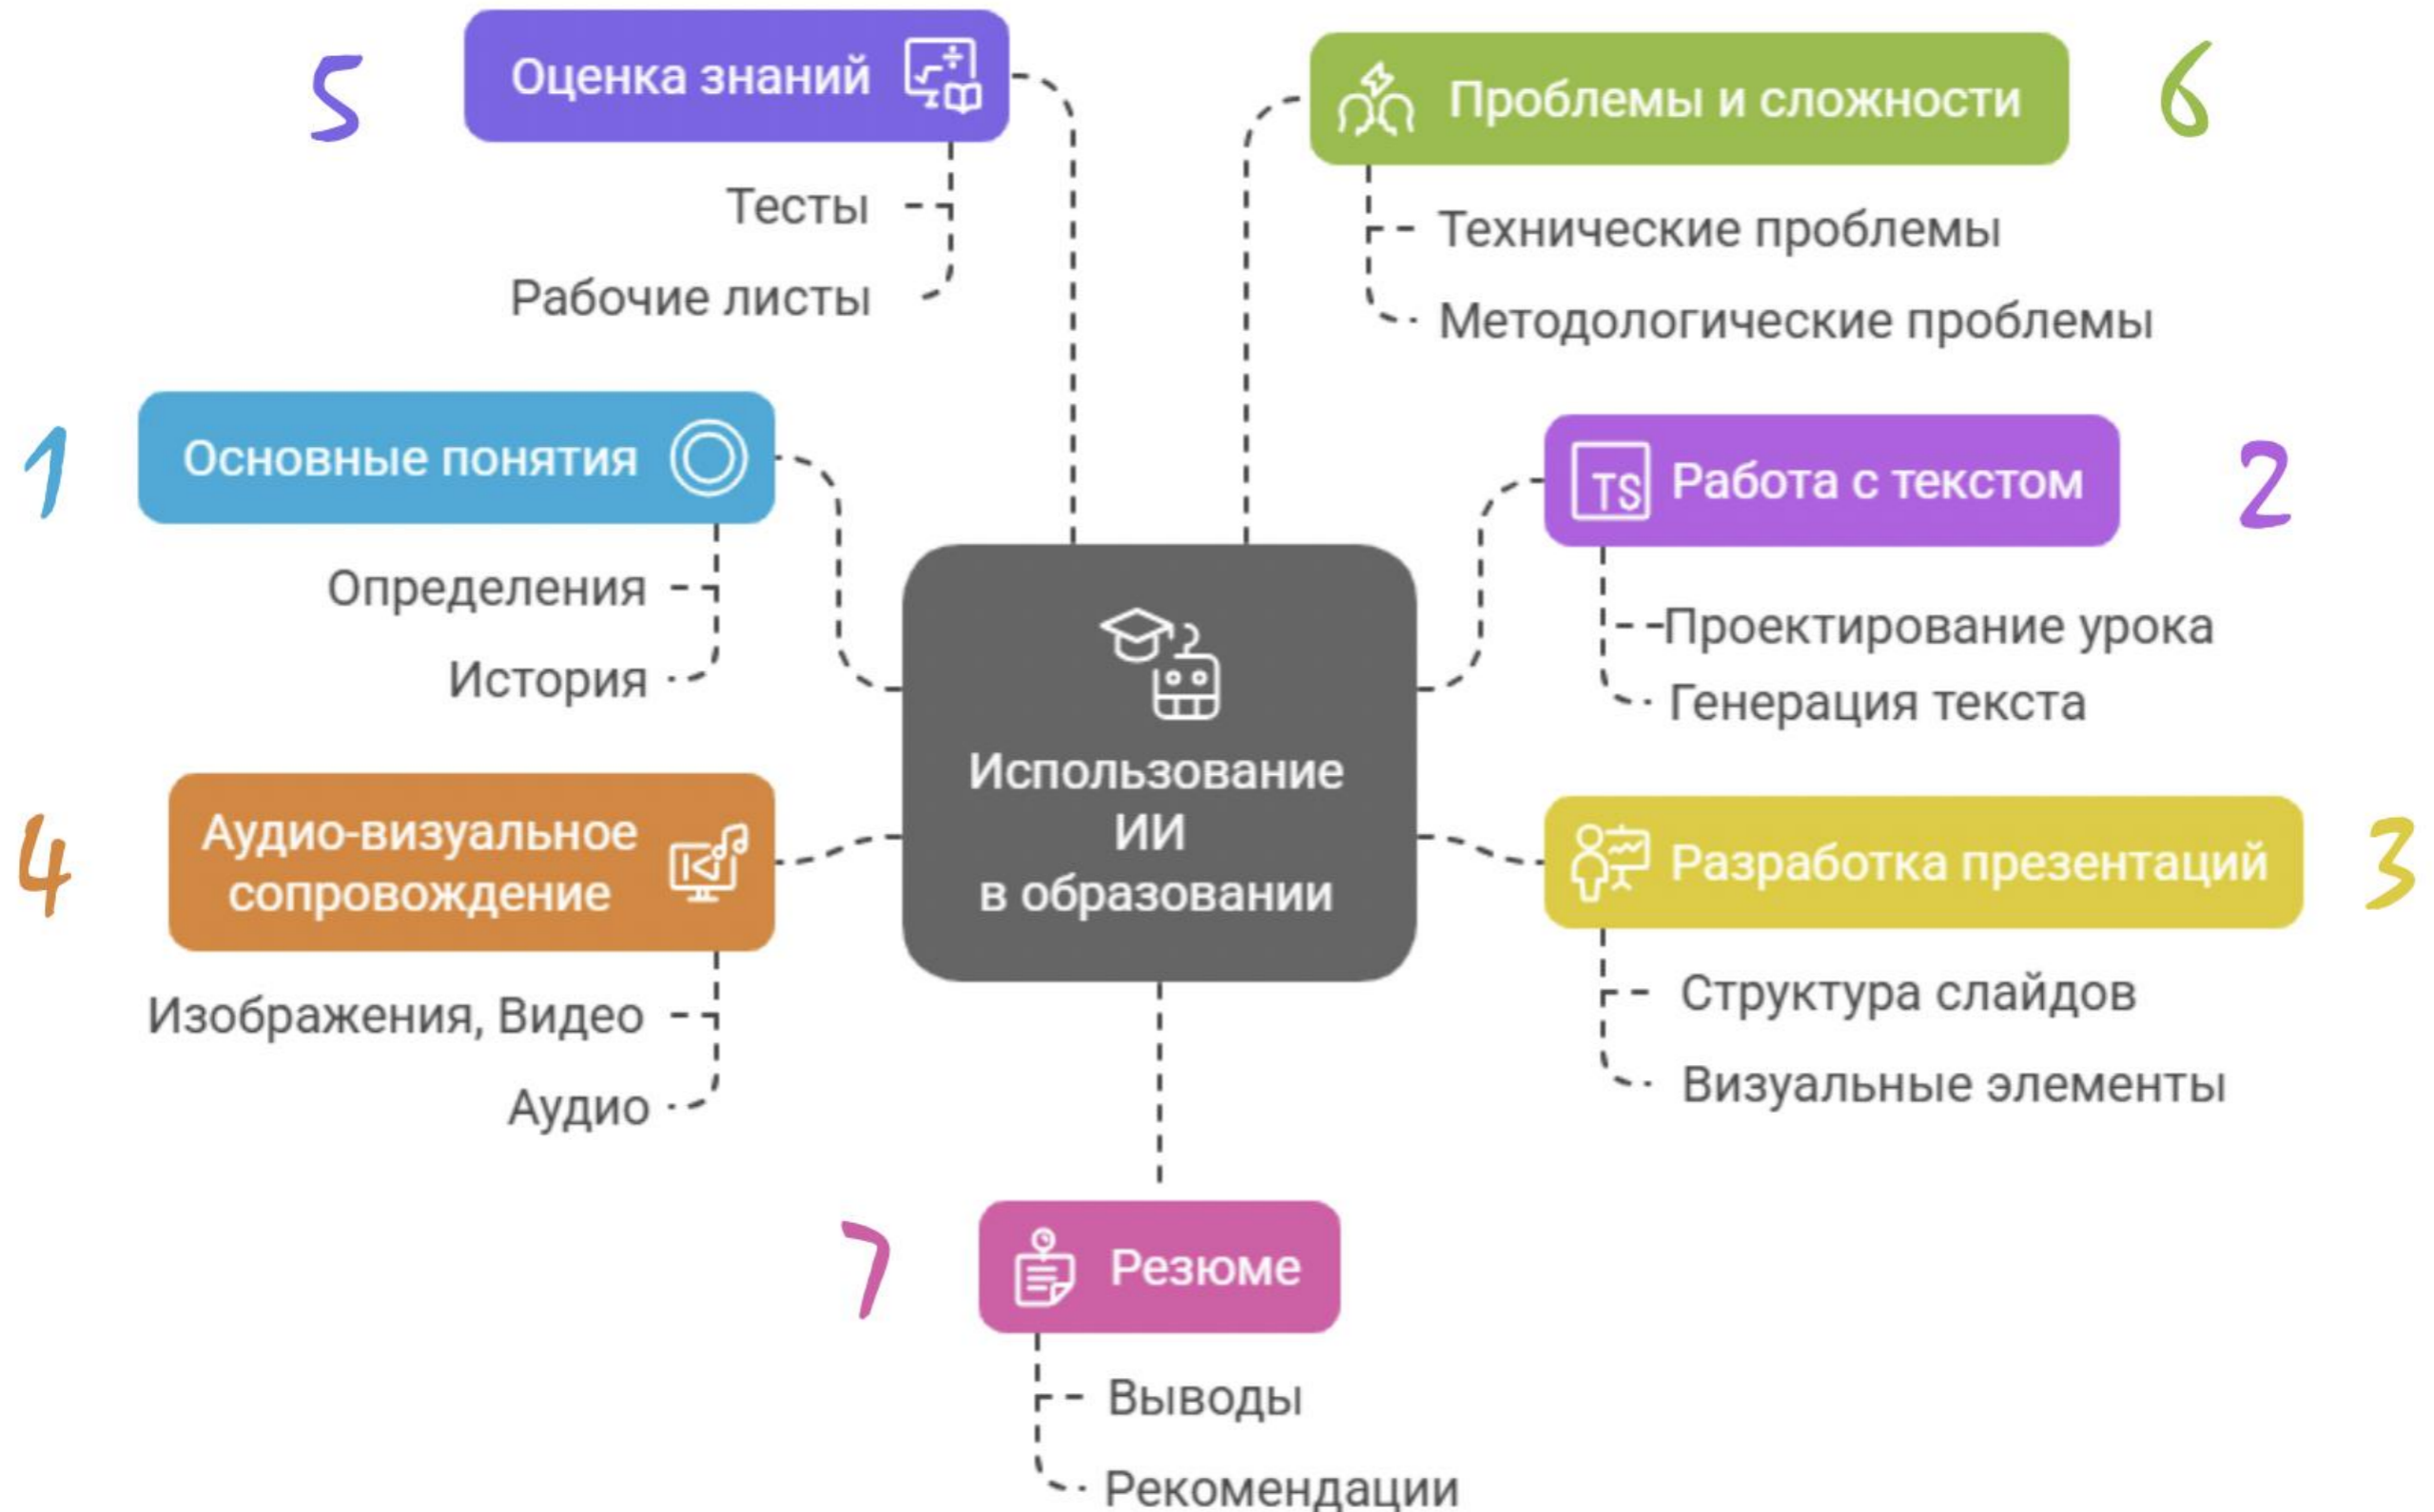 5
Оценка знаний
Тесты
Рабочие листы
Проблемы и сложности
6
Технические проблемы
Методологические проблемы
1
Основные понятия
Определения
История
TS
Работа с текстом
2
Проектирование урока
Генерация текста
Использование
ИИ
в образовании
4
Аудио-визуальное
сопровождение
Изображения, Видео
Аудио
Разработка презентаций
3
Структура слайдов
Визуальные элементы
7
Резюме
Выводы
Рекомендации